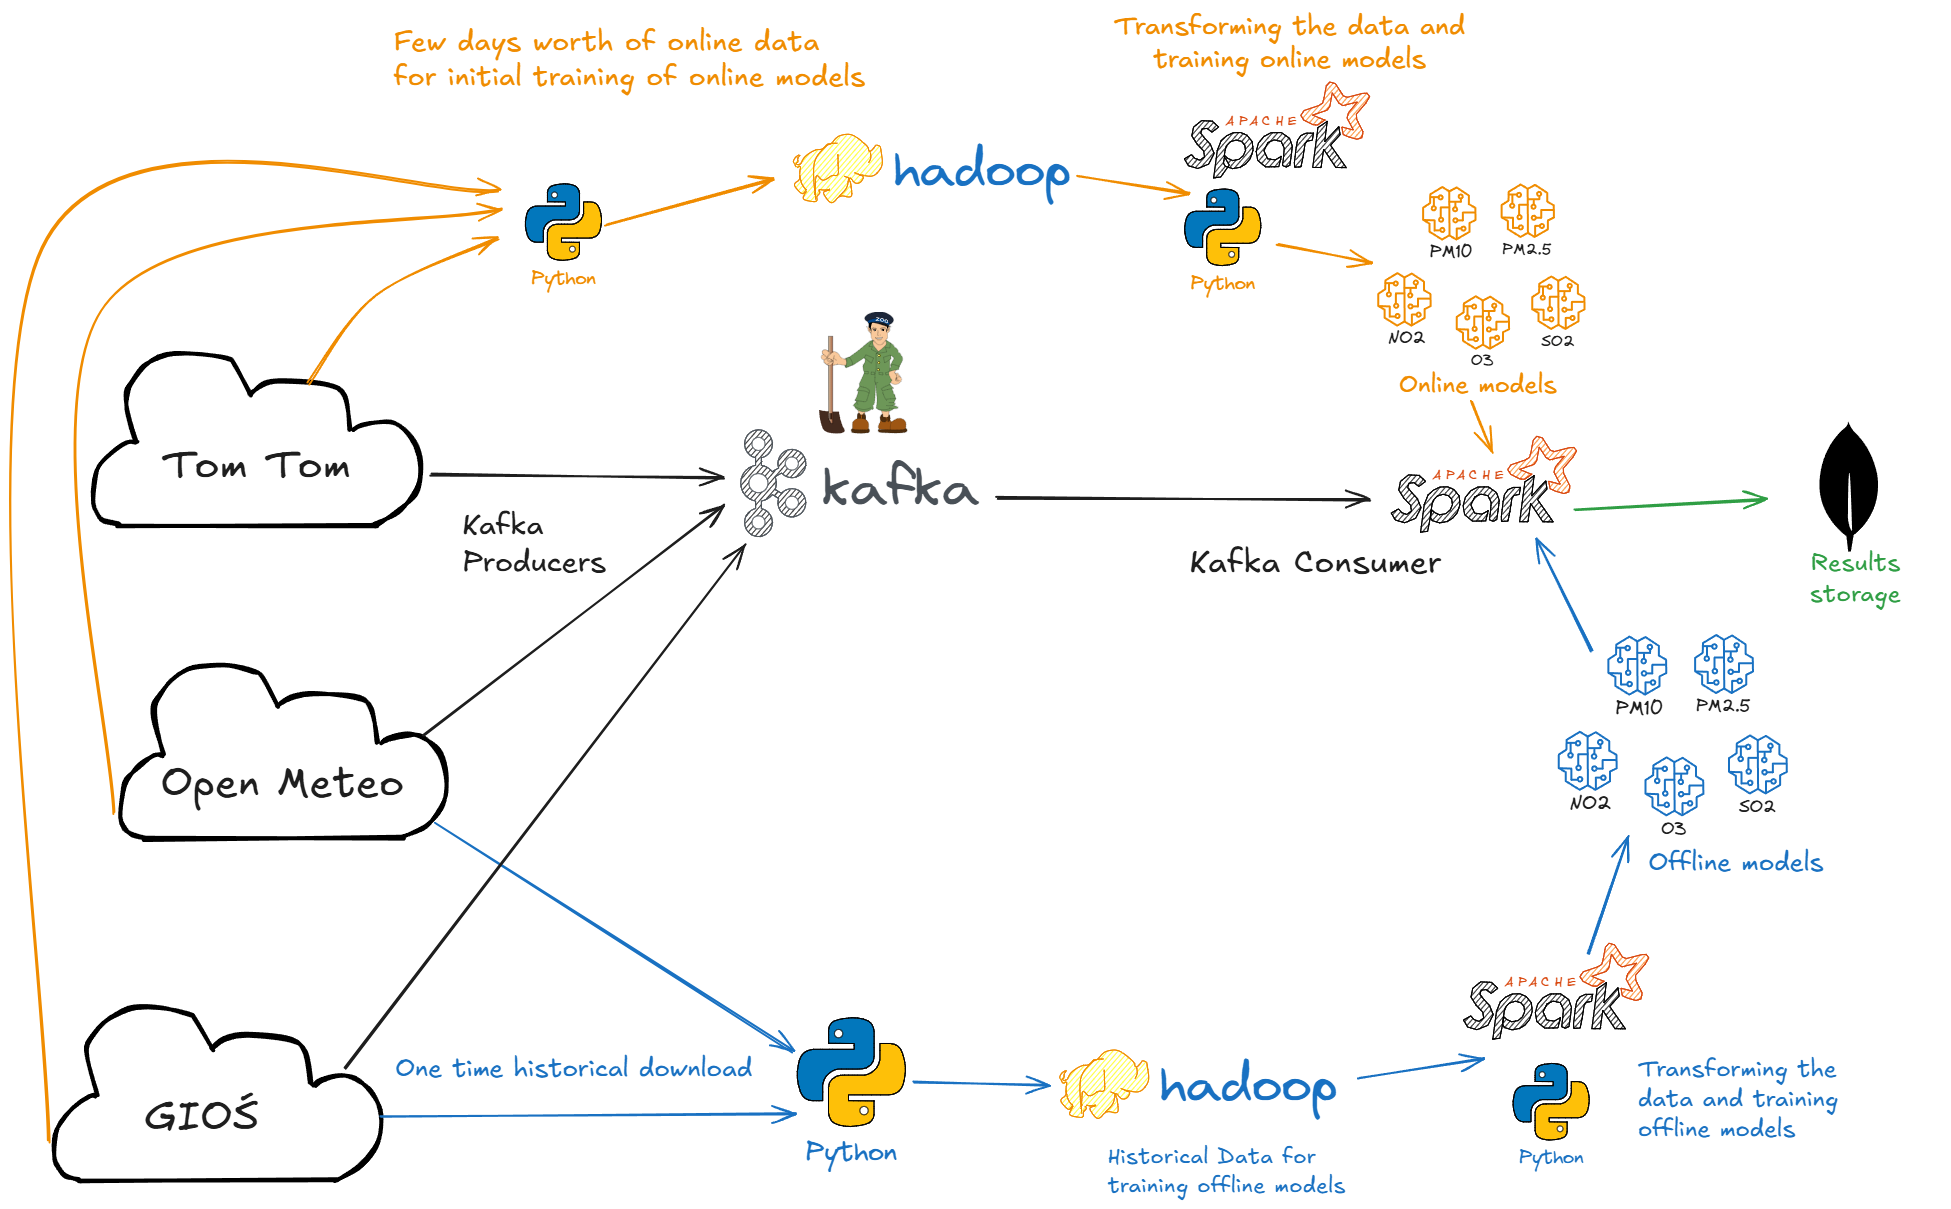 Few days worth of online data
for initial training of online models
Transforming the data and
training online models
APACHE
Spark
hadoop
Python
Python
PM10
PM2.5
NO2
O3
SO2
Online models
ZOO
Tom Tom
kafka
Kafka
Producers
APACHE
Spark
Kafka Consumer
Results
storage
Open Meteo
PM10
PM2.5
NO2
O3
SO2
Offline models
GIOŚ
One time historical download
Python
hadoop
Historical Data for
training offline models
APACHE
Spark
Python
Transforming the
data and training
offline models